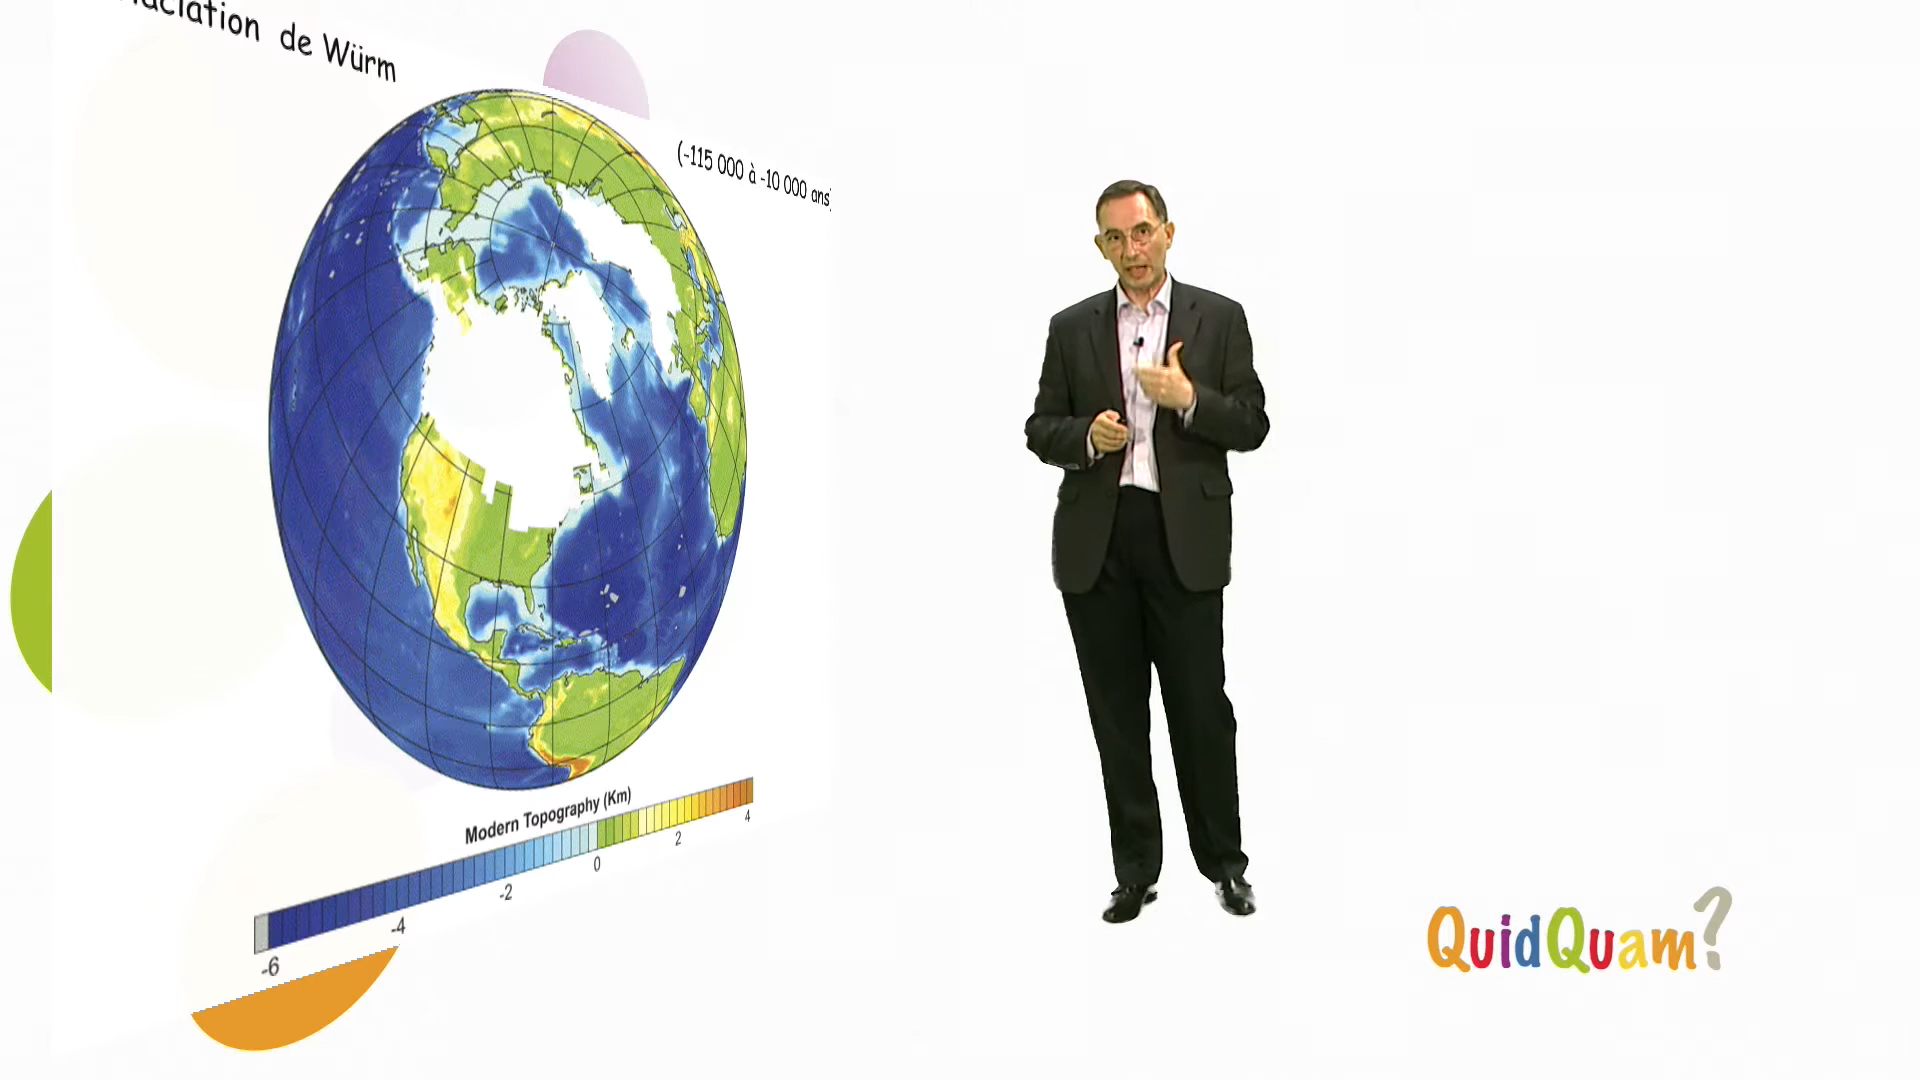 de Würm
(-115 000 à -10 000 ans)
Modern Topography (Km)
-6 -4 -2 0 2 4
QuidQuam?